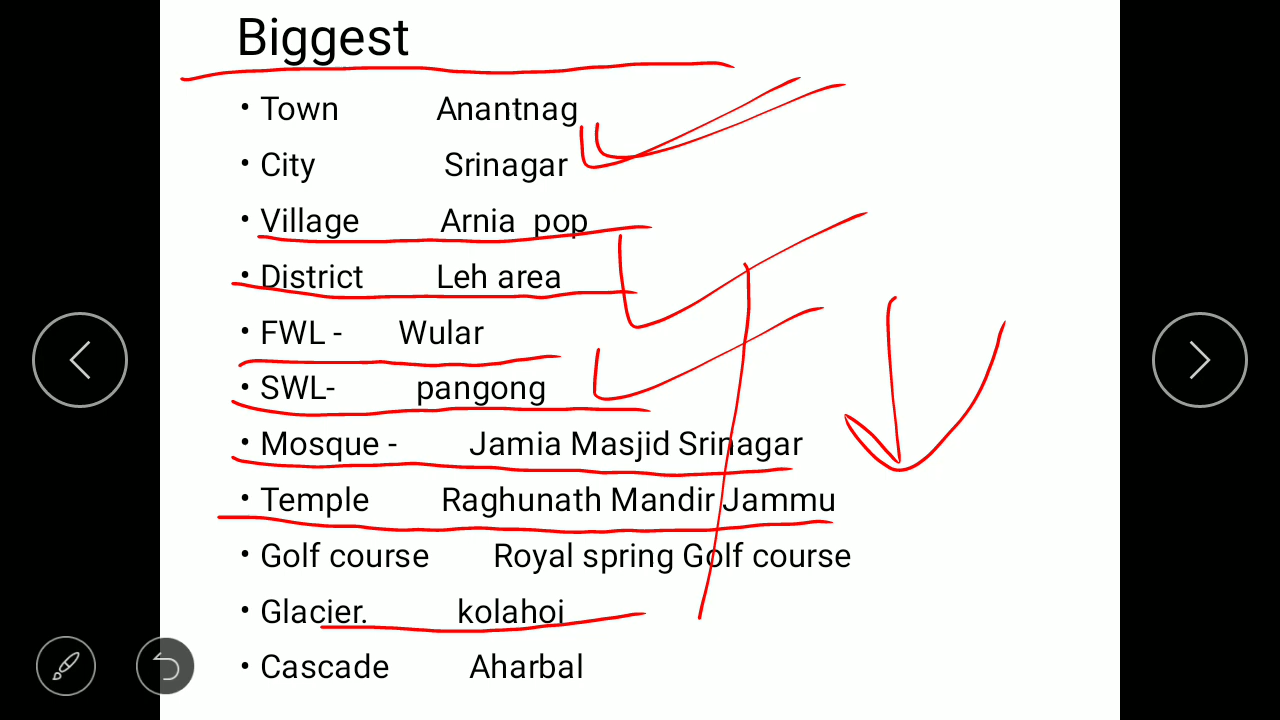 Biggest
• Town Anantnag
• City Srinagar
• Village Arnia pop
• District Leh area
• FWL - Wular
• SWL- pangong
• Mosque - Jamia Masjid Srinagar
• Temple Raghunath Mandir Jammu
• Golf course Royal spring Golf course
• Glacier. kolahoi
• Cascade Aharbal